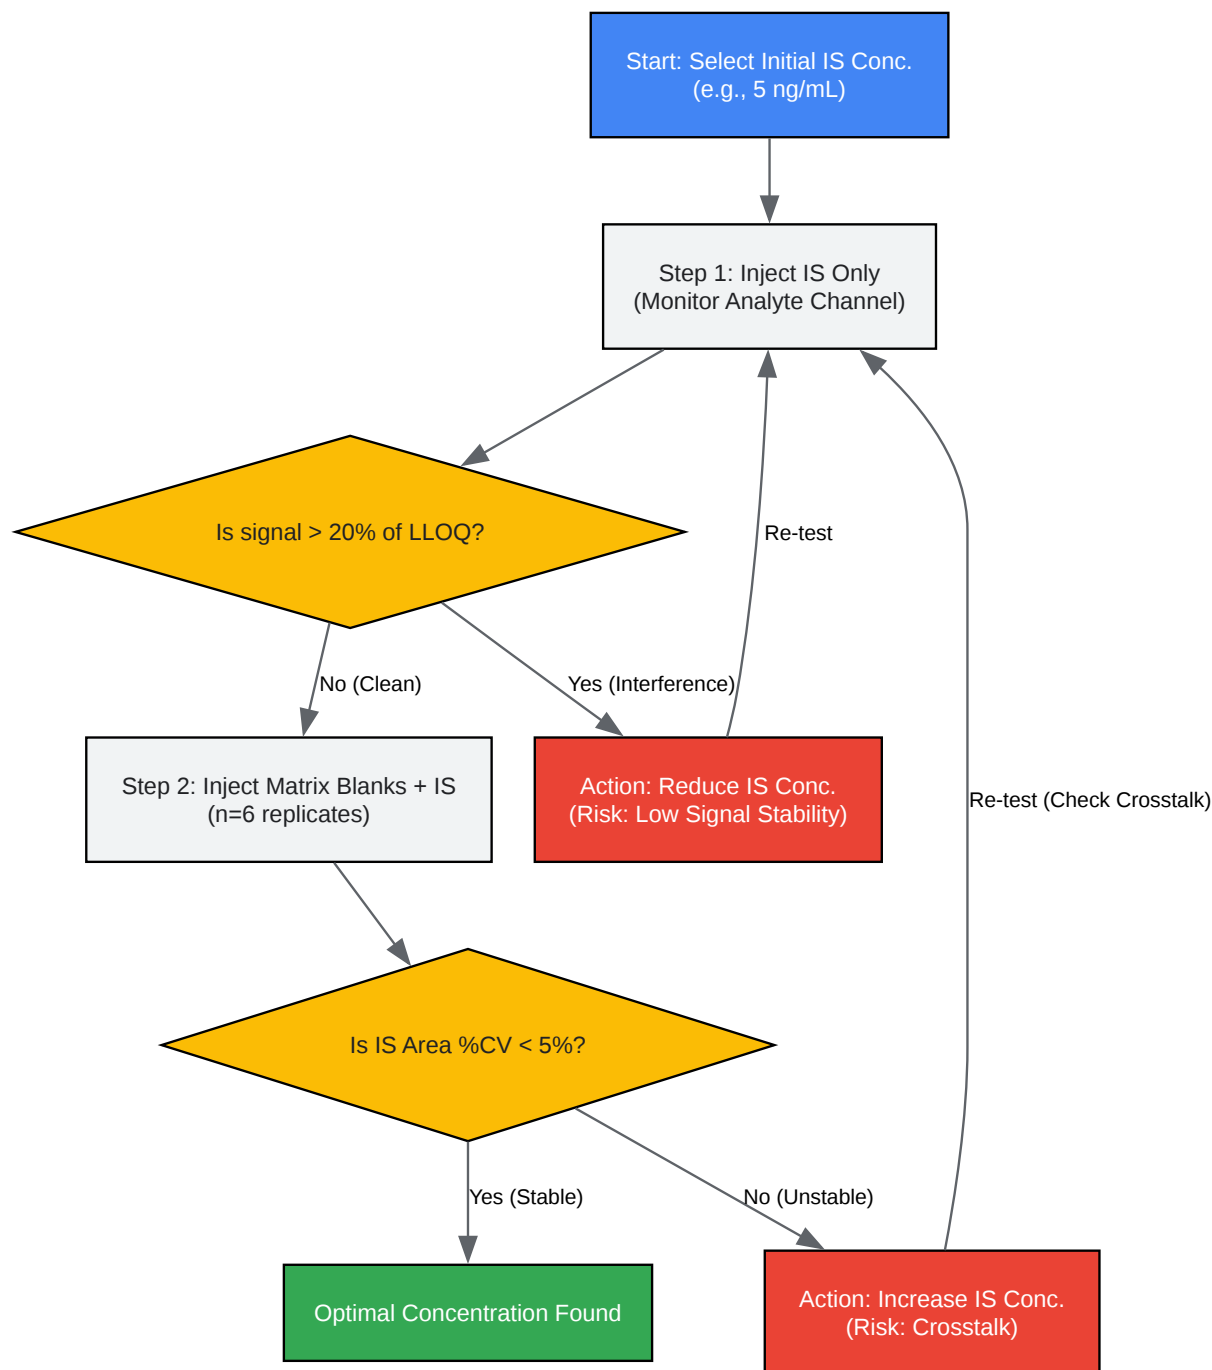 Start: Select Initial IS Conc.
(e.g., 5 ng/mL)
Step 1: Inject IS Only
(Monitor Analyte Channel)
Is signal > 20% of LLOQ?
Re-test
No (Clean)
Yes (Interference)
Step 2: Inject Matrix Blanks + IS
(n=6 replicates)
Action: Reduce IS Conc.
(Risk: Low Signal Stability)
Re-test (Check Crosstalk)
Is IS Area %CV < 5%?
Yes (Stable)
No (Unstable)
Optimal Concentration Found
Action: Increase IS Conc.
(Risk: Crosstalk)